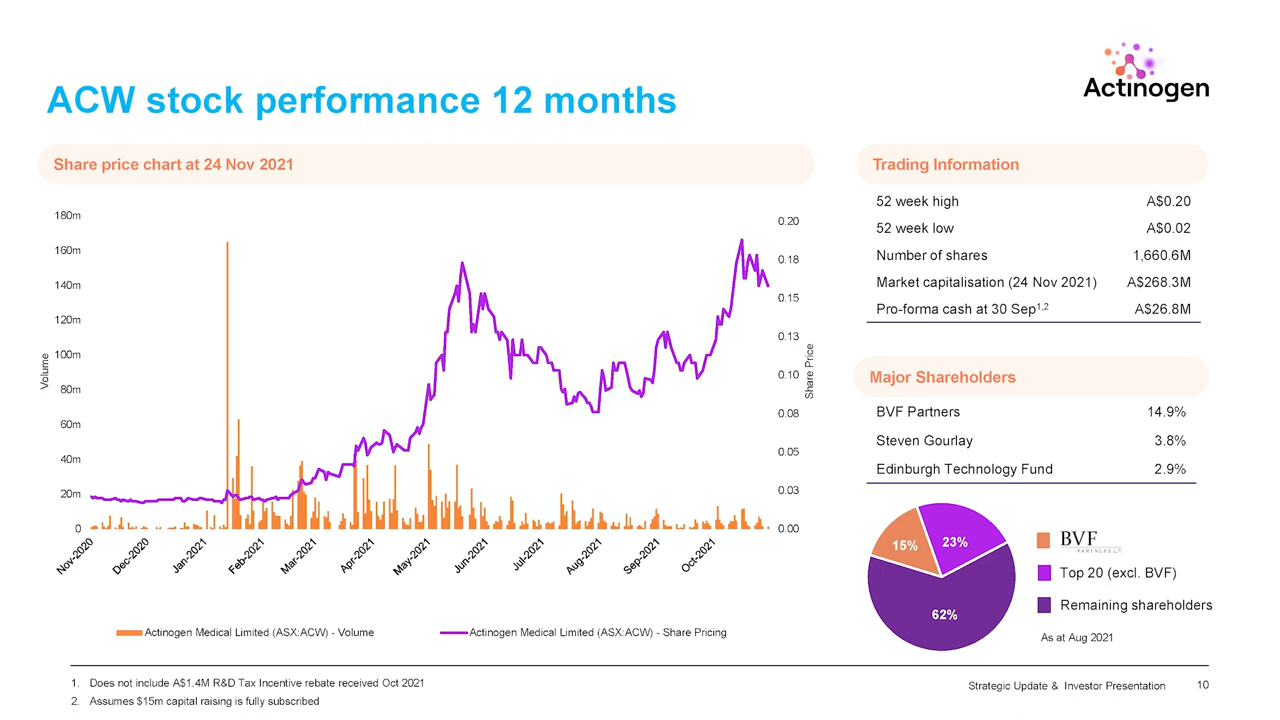 Actinogen
ACW stock performance 12 months
Share price chart at 24 Nov 2021
180m
160m
140m
120m
100m
80m
60m
40m
20m
0
Volume
0.20
0.18
0.15
0.13
0.10
0.08
0.05
0.03
0.00
Share Price
Nov-2020
Dec-2020
Jan-2021
Feb-2021
Mar-2021
Apr-2021
May-2021
Jun-2021
Jul-2021
Aug-2021
Sep-2021
Oct-2021
Actinogen Medical Limited (ASX:ACW) - Volume
Actinogen Medical Limited (ASX:ACW) - Share Pricing
Trading Information
52 week high A$0.20
52 week low A$0.02
Number of shares 1,660.6M
Market capitalisation (24 Nov 2021) A$268.3M
Pro-forma cash at 30 Sep1,2 A$26.8M
Major Shareholders
BVF Partners 14.9%
Steven Gourlay 3.8%
Edinburgh Technology Fund 2.9%
15%
23%
62%
BVF
PARTNERS L.P.
Top 20 (excl. BVF)
Remaining shareholders
As at Aug 2021
1. Does not include A$1.4M R&D Tax Incentive rebate received Oct 2021
2. Assumes $15m capital raising is fully subscribed
Strategic Update & Investor Presentation 10